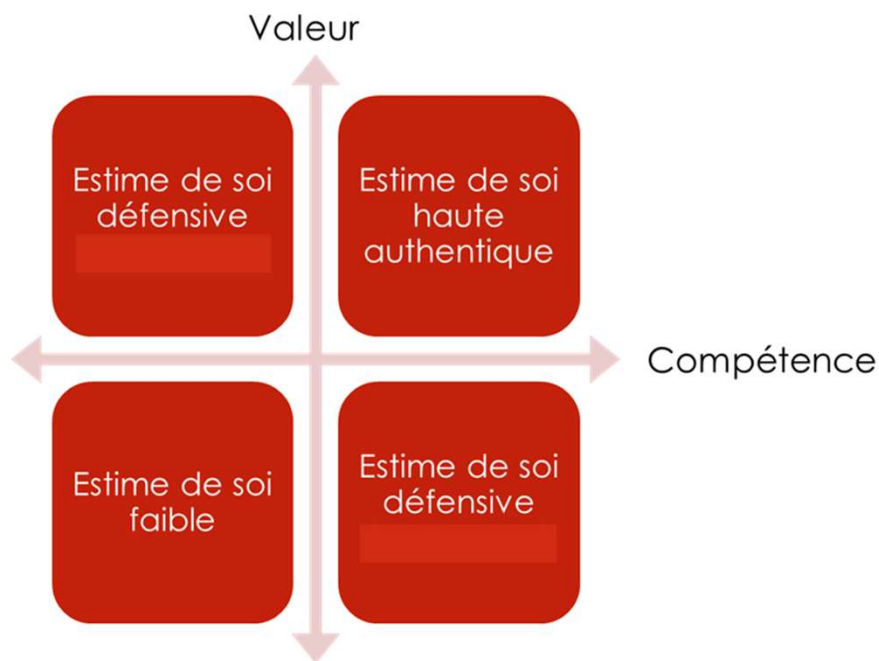 Valeur
Estime de soi
défensive
Estime de soi
haute
authentique
Compétence
Estime de soi
faible
Estime de soi
défensive